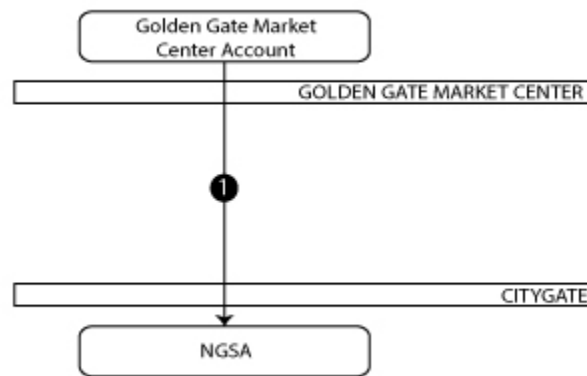 Golden Gate Market
Center Account
GOLDEN GATE MARKET CENTER
1
CITYGATE
NGSA